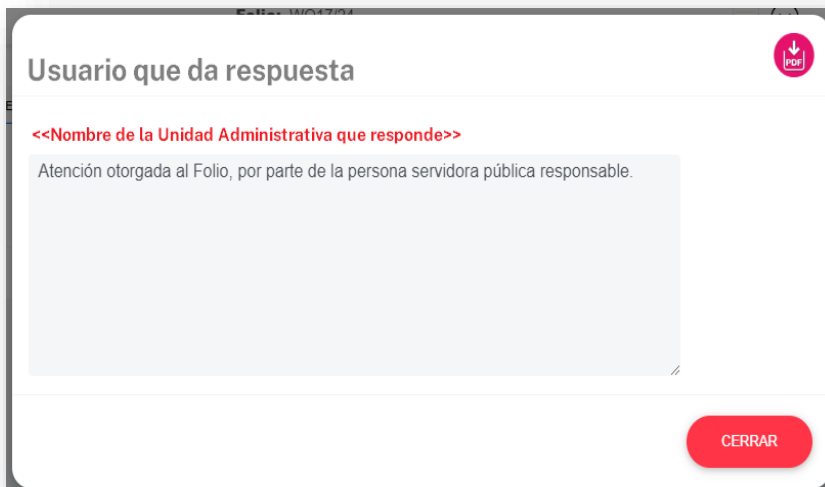 Usuario que da respuesta
PDF
<<Nombre de la Unidad Administrativa que responde>>
Atención otorgada al Folio, por parte de la persona servidora pública responsable.
CERRAR